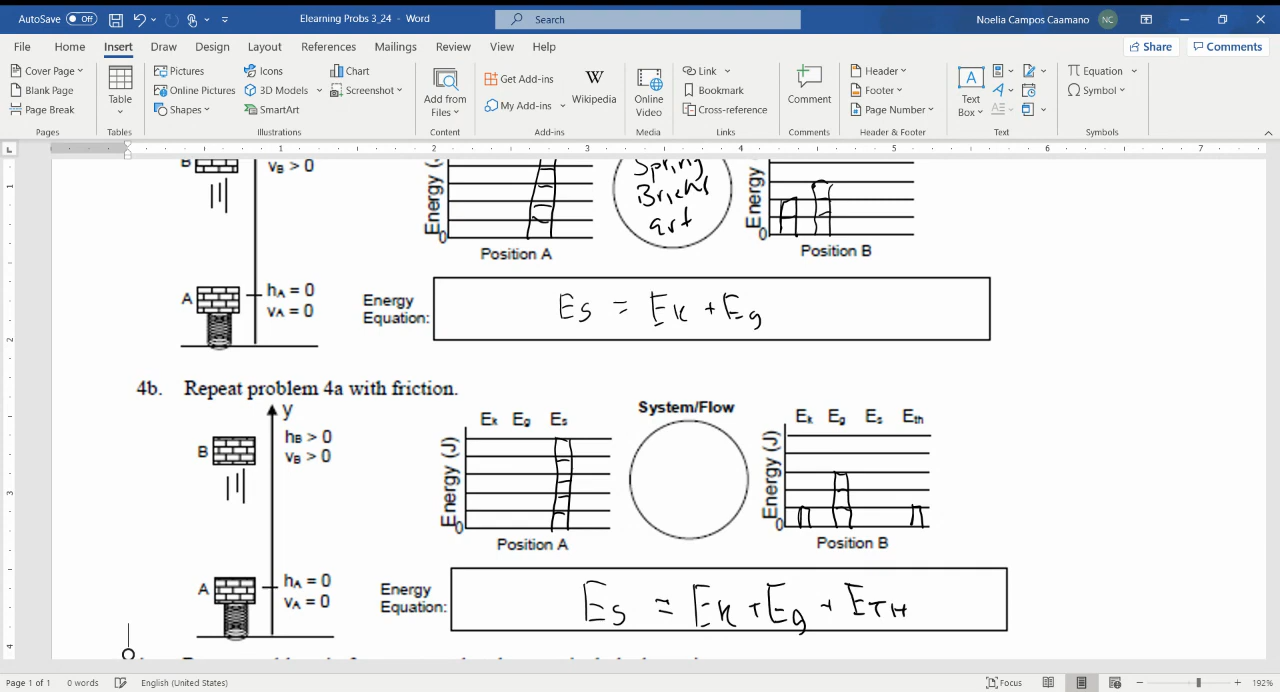 AutoSave Off
Elearning Probs 3_24 - Word
Search
Noelia Campos Caamano NC
File Home Insert Draw Design Layout References Mailings Review View Help
Share Comments
Cover Page
Blank Page
Page Break
Pages
Table
Tables
Pictures
Online Pictures
Shapes
Icons
3D Models
SmartArt
Chart
Screenshot
Illustrations
Add from Files
Content
Get Add-ins
My Add-ins
Wikipedia
Add-ins
Online Video
Media
Link
Bookmark
Cross-reference
Links
Comment
Comments
Header
Footer
Page Number
Header & Footer
A
Text Box
Text
Equation
Symbol
Symbols
1 2 3 4 5 6 7
B
vB > 0
Energy (
0
Position A
Spring
Energy
0
Position B
A
hA = 0
vA = 0
Energy Equation:
Es = Ek + Eg
4b. Repeat problem 4a with friction.
y
B
hB > 0
vB > 0
A
hA = 0
vA = 0
Ek Eg Es
Energy (J)
0
Position A
System/Flow
Ek Eg Es Eth
Energy (J)
0
Position B
Energy Equation:
Es = Ek + Eg + ETH
Page 1 of 1 0 words English (United States)
Focus
192%